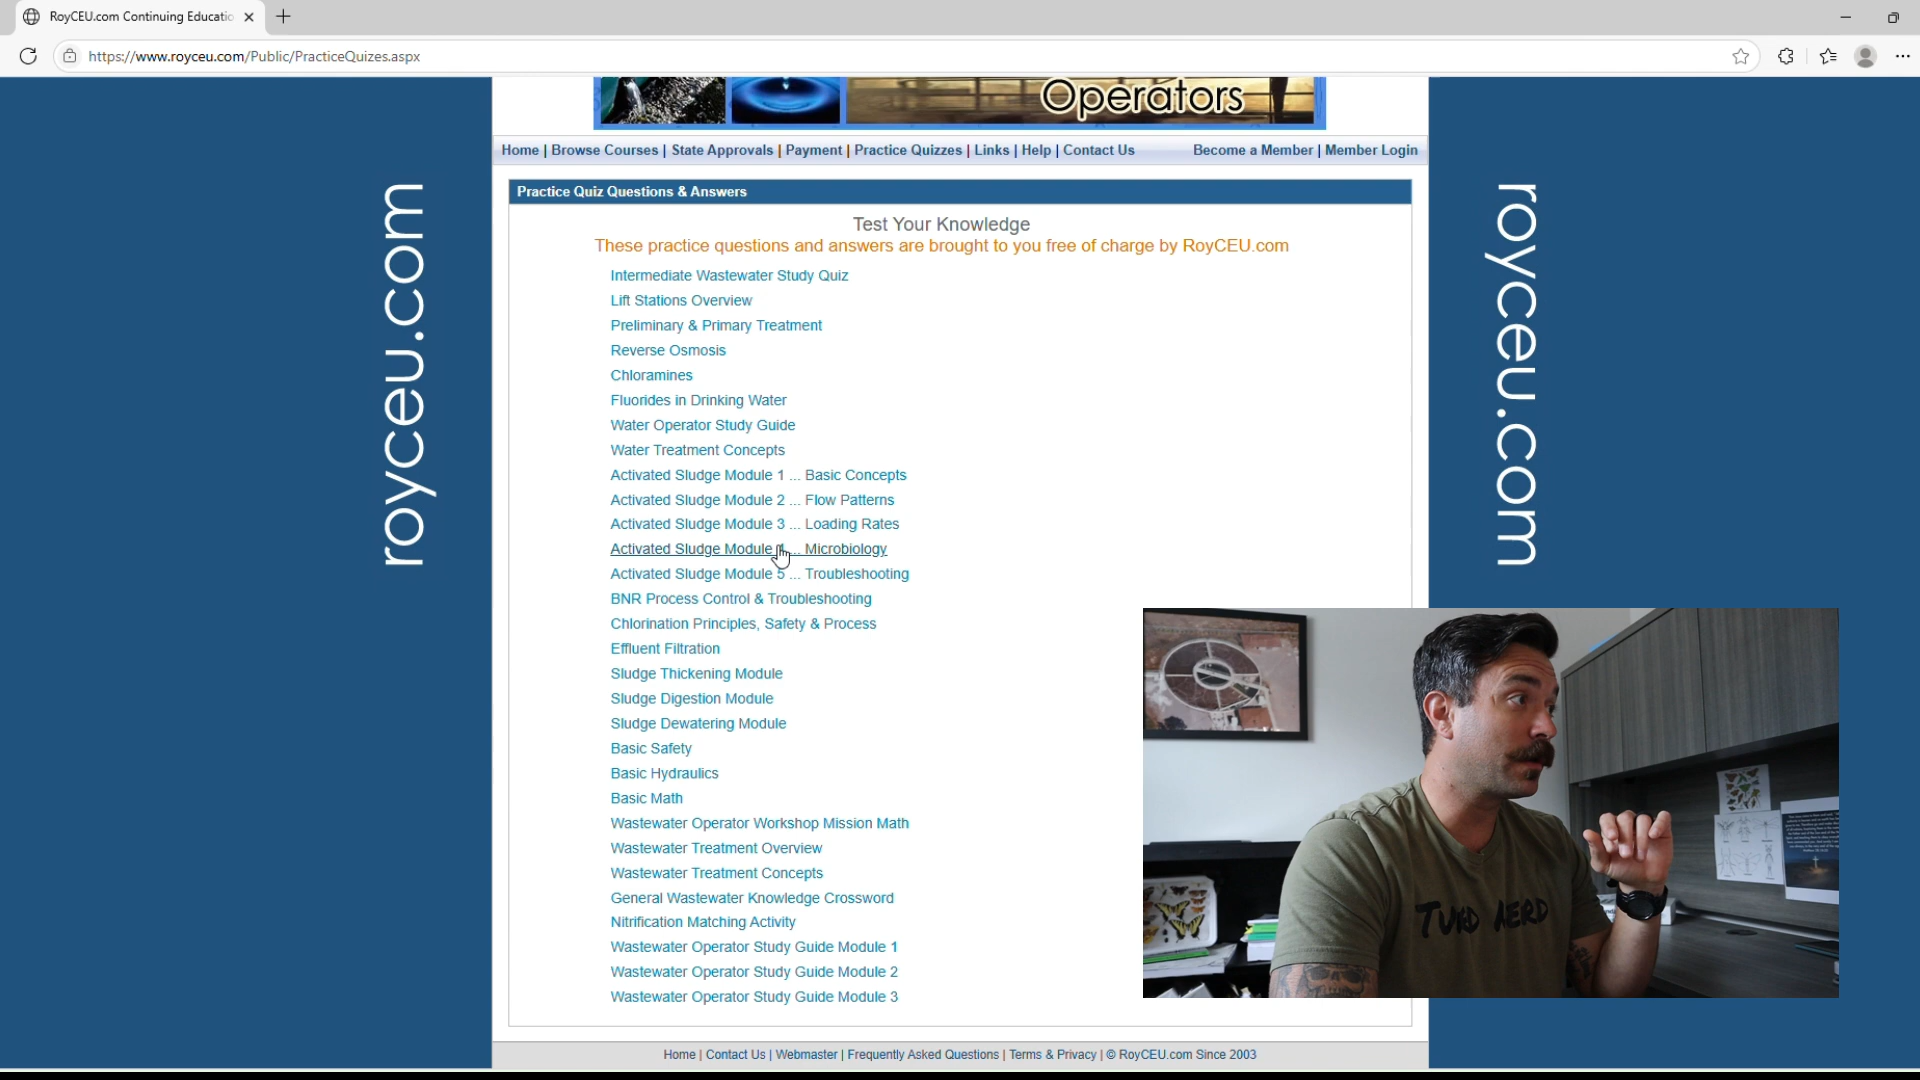 RoyCEU.com Continuing Educatio
https://www.royceu.com/Public/PracticeQuizes.aspx
Operators
Home | Browse Courses | State Approvals | Payment | Practice Quizzes | Links | Help | Contact Us
Become a Member | Member Login
royceu.com
royceu.com
Practice Quiz Questions & Answers
Test Your Knowledge
These practice questions and answers are brought to you free of charge by RoyCEU.com
Intermediate Wastewater Study Quiz
Lift Stations Overview
Preliminary & Primary Treatment
Reverse Osmosis
Chloramines
Fluorides in Drinking Water
Water Operator Study Guide
Water Treatment Concepts
Activated Sludge Module 1 ... Basic Concepts
Activated Sludge Module 2 ... Flow Patterns
Activated Sludge Module 3 ... Loading Rates
Activated Sludge Module 4 ... Microbiology
Activated Sludge Module 5 ... Troubleshooting
BNR Process Control & Troubleshooting
Chlorination Principles, Safety & Process
Effluent Filtration
Sludge Thickening Module
Sludge Digestion Module
Sludge Dewatering Module
Basic Safety
Basic Hydraulics
Basic Math
Wastewater Operator Workshop Mission Math
Wastewater Treatment Overview
Wastewater Treatment Concepts
General Wastewater Knowledge Crossword
Nitrification Matching Activity
Wastewater Operator Study Guide Module 1
Wastewater Operator Study Guide Module 2
Wastewater Operator Study Guide Module 3
TURD NERD
Home | Contact Us | Webmaster | Frequently Asked Questions | Terms & Privacy | © RoyCEU.com Since 2003